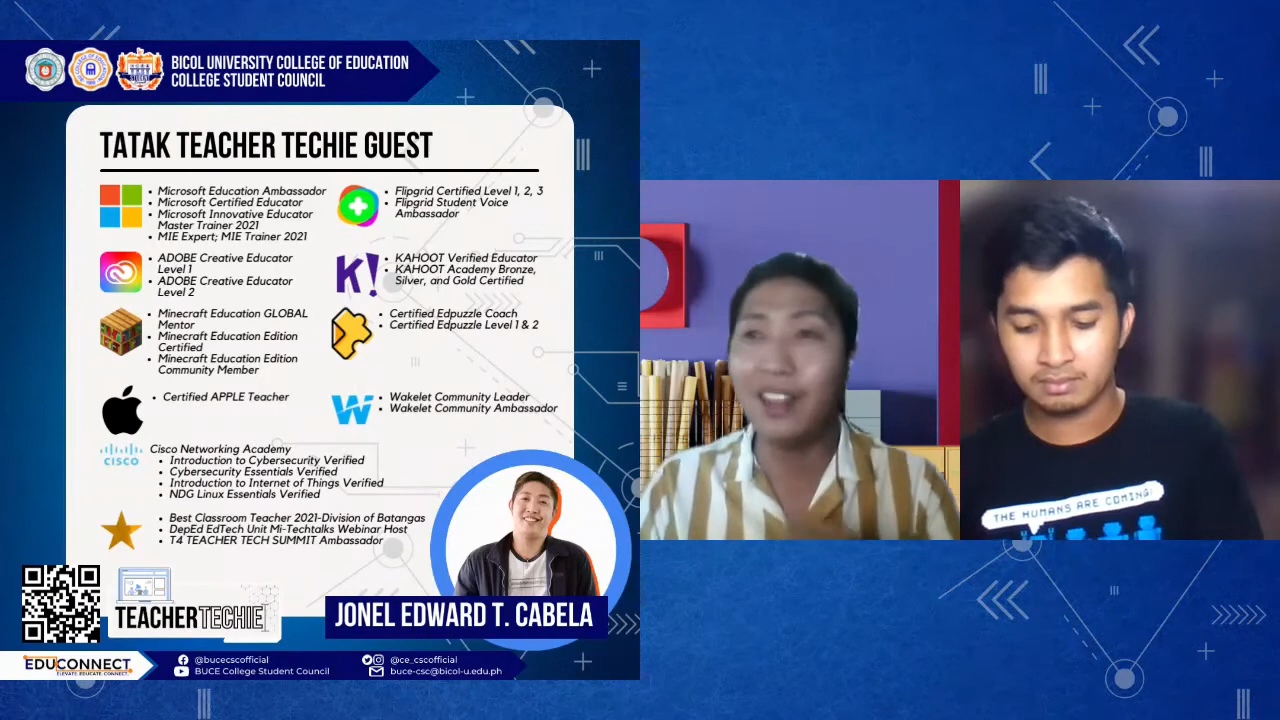 BICOL UNIVERSITY COLLEGE OF EDUCATION
COLLEGE STUDENT COUNCIL
TATAK TEACHER TECHIE GUEST
• Microsoft Education Ambassador
• Microsoft Certified Educator
• Microsoft Innovative Educator
Master Trainer 2021
• MIE Expert; MIE Trainer 2021
• Flipgrid Certified Level 1, 2, 3
• Flipgrid Student Voice
Ambassador
• ADOBE Creative Educator
Level 1
• ADOBE Creative Educator
Level 2
K!
• KAHOOT Verified Educator
• KAHOOT Academy Bronze,
Silver, and Gold Certified
• Minecraft Education GLOBAL
Mentor
• Minecraft Education Edition
Certified
• Minecraft Education Edition
Community Member
• Certified Edpuzzle Coach
• Certified Edpuzzle Level 1 & 2
• Certified APPLE Teacher
W
• Wakelet Community Leader
• Wakelet Community Ambassador
CISCO
Cisco Networking Academy
• Introduction to Cybersecurity Verified
• Cybersecurity Essentials Verified
• Introduction to Internet of Things Verified
• NDG Linux Essentials Verified
• Best Classroom Teacher 2021-Division of Batangas
• DepEd EdTech Unit Mi-Techtalks Webinar Host
• T4 TEACHER TECH SUMMIT Ambassador
TEACHERTECHIE
JONEL EDWARD T. CABELA
EDUCONNECT
ELEVATE. EDUCATE. CONNECT.
@bucecscofficial
BUCE College Student Council
@ce_cscofficial
buce-csc@bicol-u.edu.ph
THE HUMANS ARE COMING!